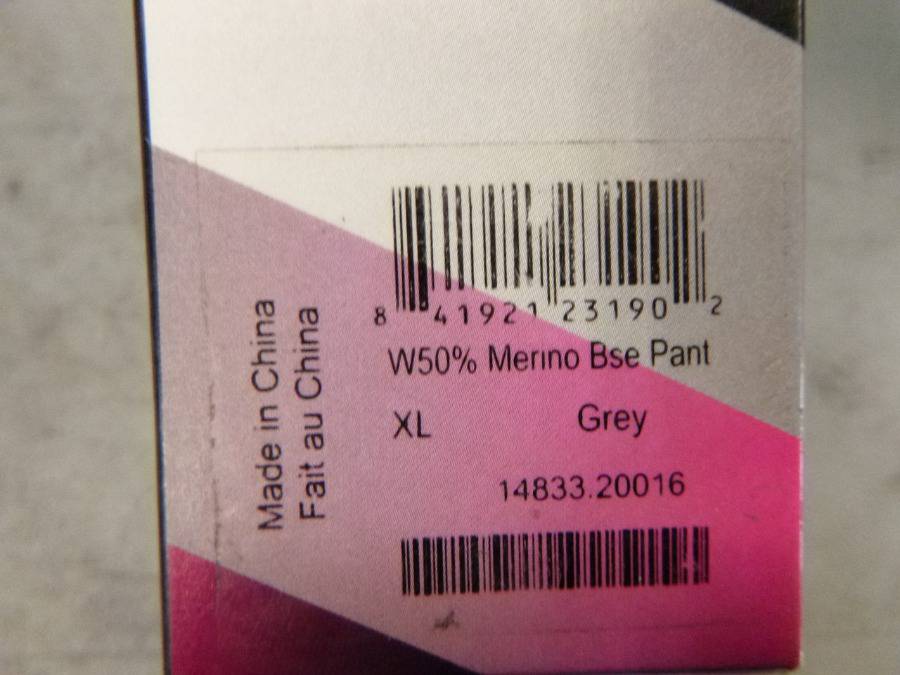 8 41921 23190 2
W50% Merino Bse Pant
XL Grey
14833.20016
Made in China
Fait au China